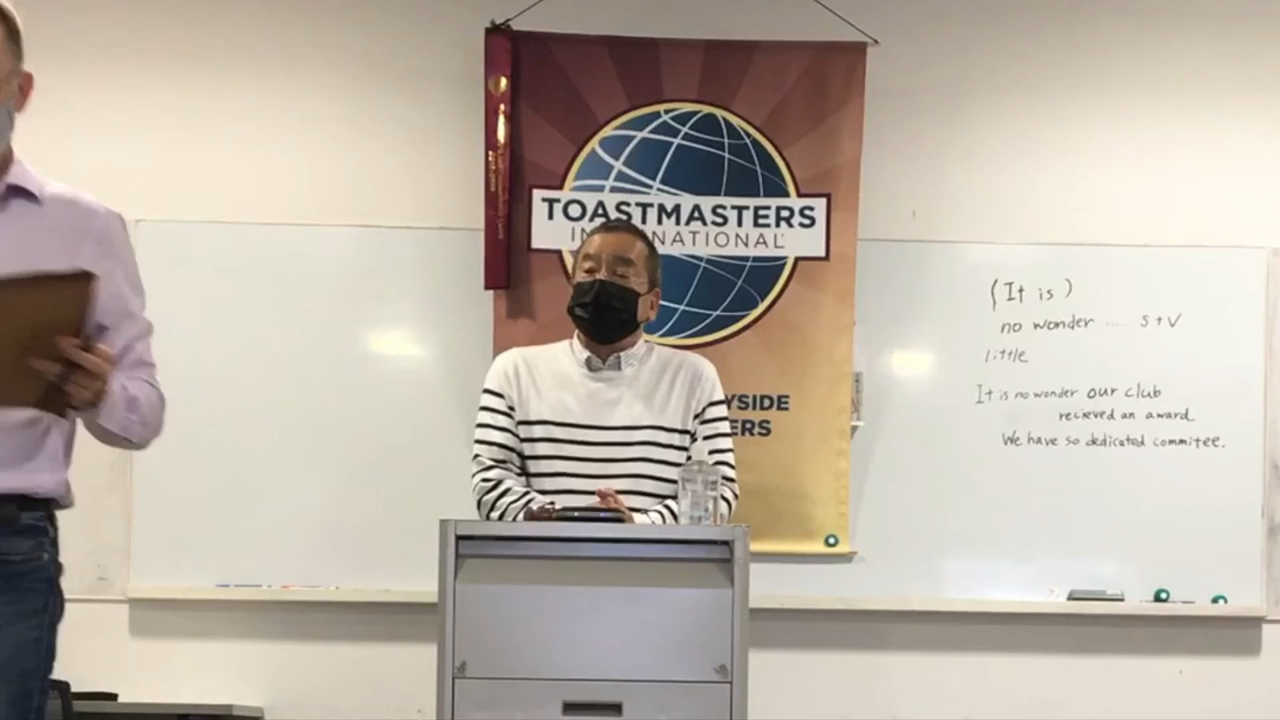 TOASTMASTERS
INTERNATIONAL
YSIDE
ERS
(It is)
no wonder .... S+V
little
It is no wonder our club
recieved an award.
We have so dedicated commitee.